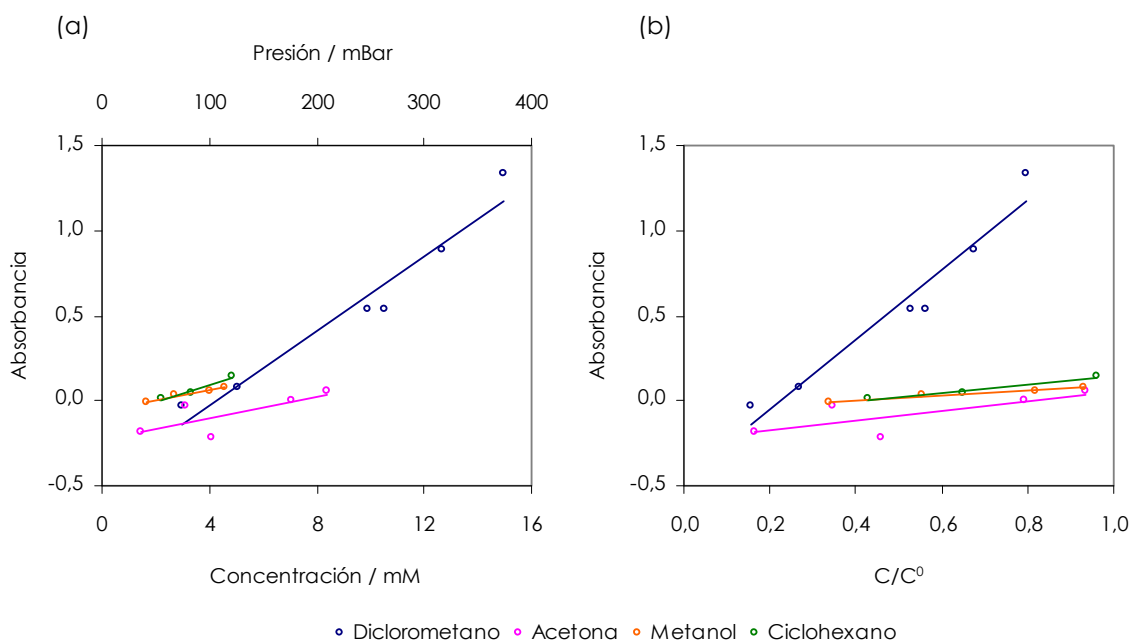 (a)
Presión / mBar
0 100 200 300 400
1,5
1,0
0,5
0,0
-0,5
Absorbancia
0 4 8 12 16
Concentración / mM
(b)
1,5
1,0
0,5
0,0
-0,5
Absorbancia
0,0 0,2 0,4 0,6 0,8 1,0
C/C⁰
Diclorometano Acetona Metanol Ciclohexano